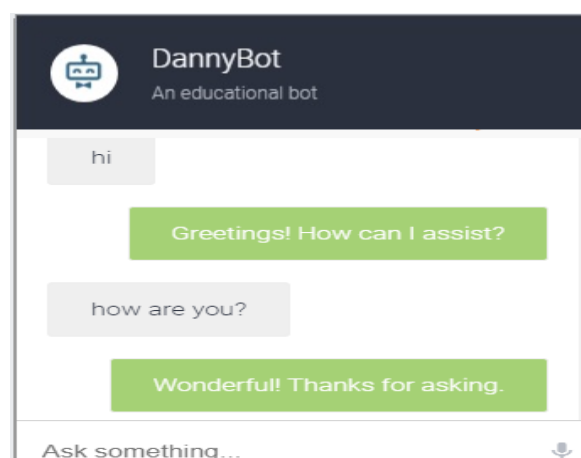 DannyBot
An educational bot
hi
Greetings! How can I assist?
how are you?
Wonderful! Thanks for asking.
Ask something...